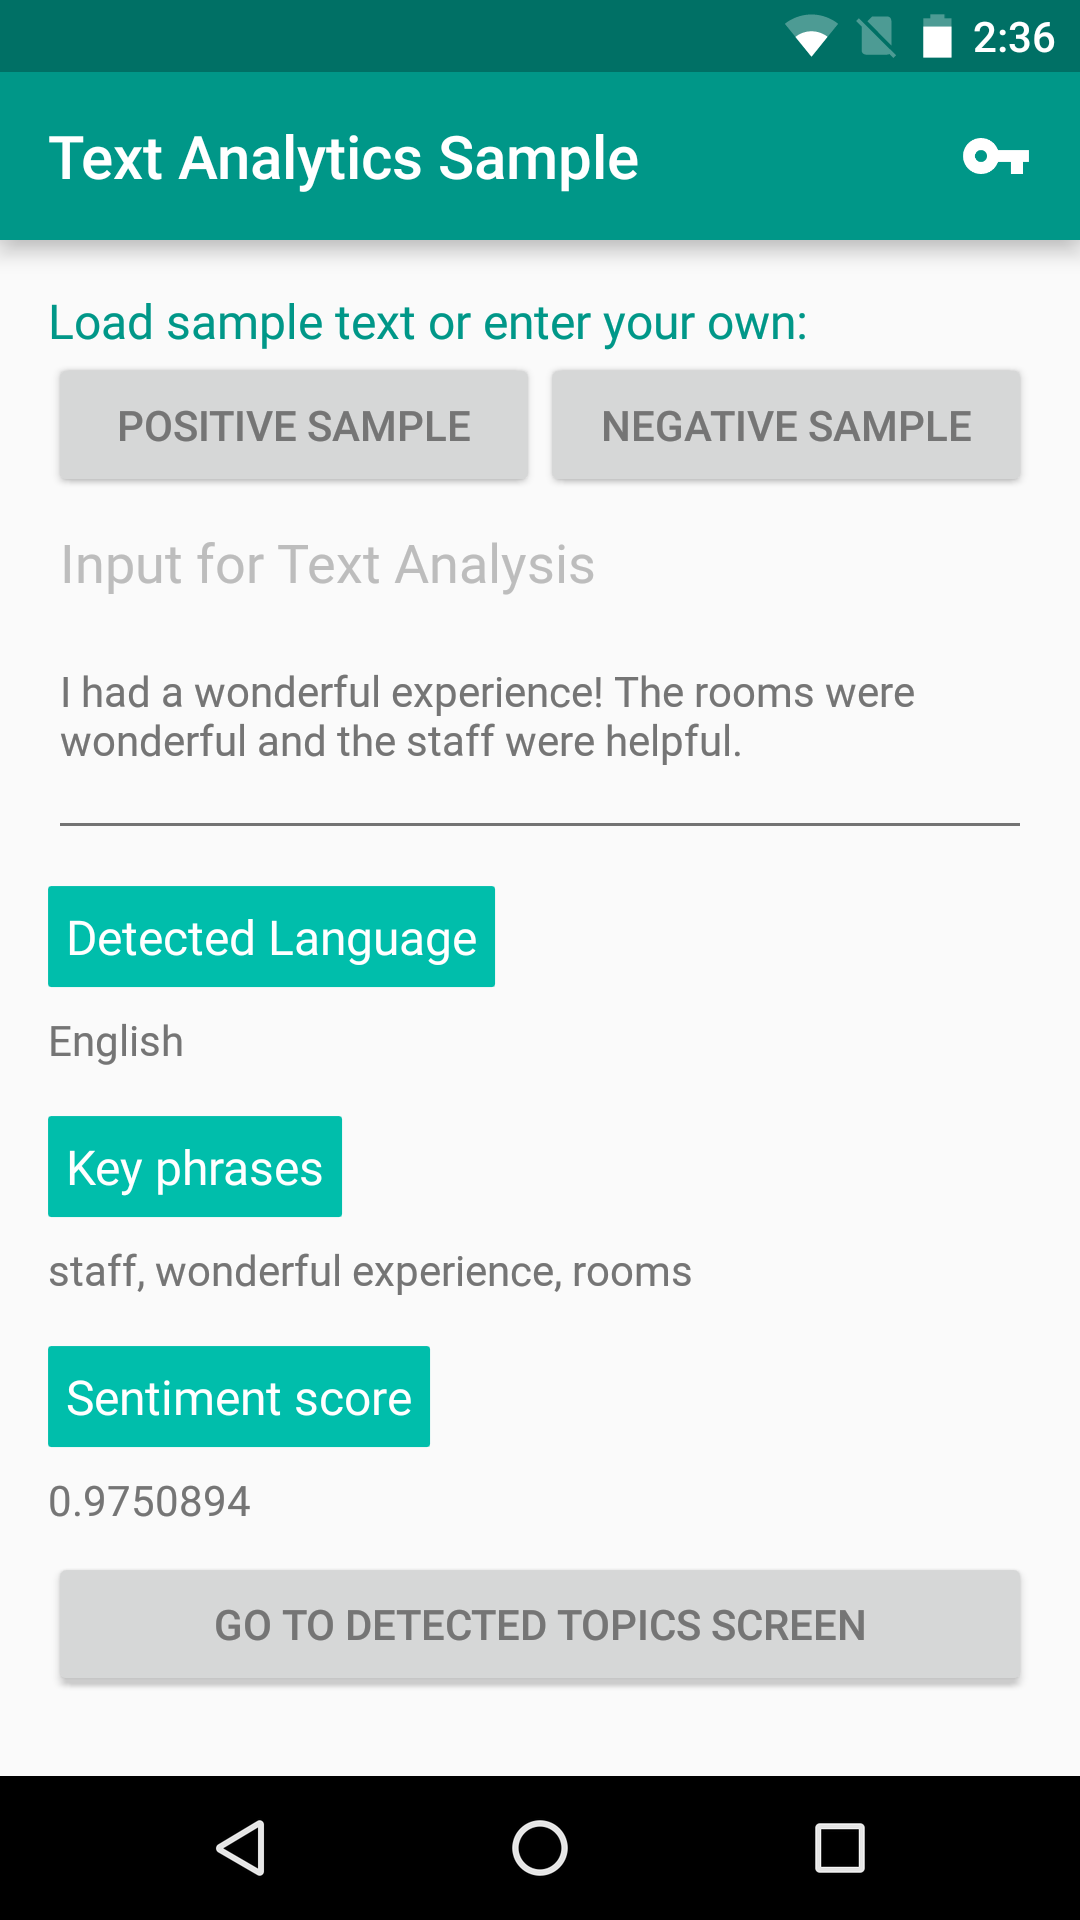 2:36
Text Analytics Sample
Load sample text or enter your own:
POSITIVE SAMPLE
NEGATIVE SAMPLE
Input for Text Analysis
I had a wonderful experience! The rooms were
wonderful and the staff were helpful.
Detected Language
English
Key phrases
staff, wonderful experience, rooms
Sentiment score
0.9750894
GO TO DETECTED TOPICS SCREEN